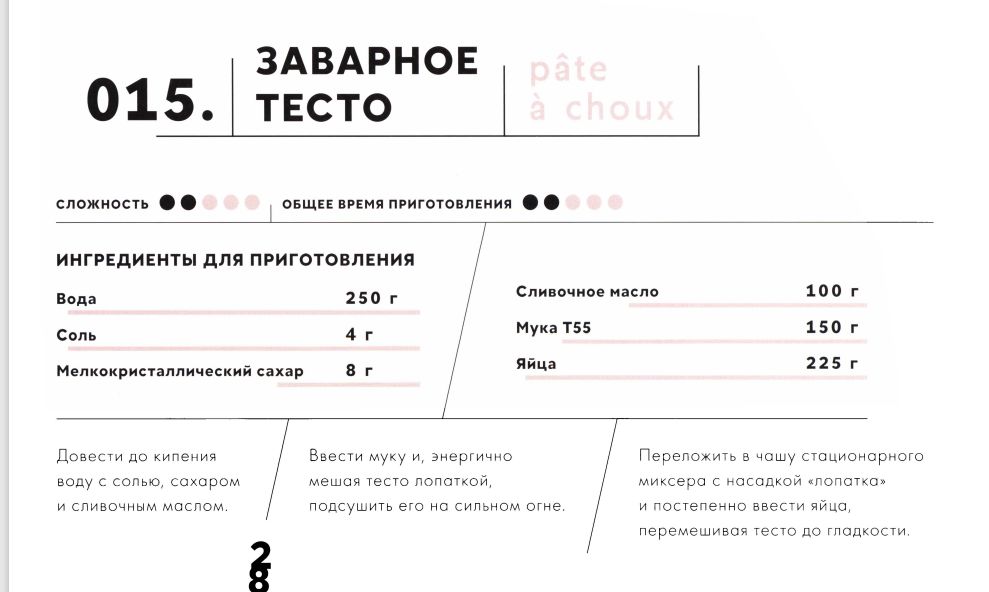 015.
ЗАВАРНОЕ
ТЕСТО
pâte
à choux
СЛОЖНОСТЬ
ОБЩЕЕ ВРЕМЯ ПРИГОТОВЛЕНИЯ
ИНГРЕДИЕНТЫ ДЛЯ ПРИГОТОВЛЕНИЯ
Вода 250 г
Соль 4 г
Мелкокристаллический сахар 8 г
Сливочное масло 100 г
Мука Т55 150 г
Яйца 225 г
Довести до кипения
воду с солью, сахаром
и сливочным маслом.
Ввести муку и, энергично
мешая тесто лопаткой,
подсушить его на сильном огне.
Переложить в чашу стационарного
миксера с насадкой «лопатка»
и постепенно ввести яйца,
перемешивая тесто до гладкости.
2
8